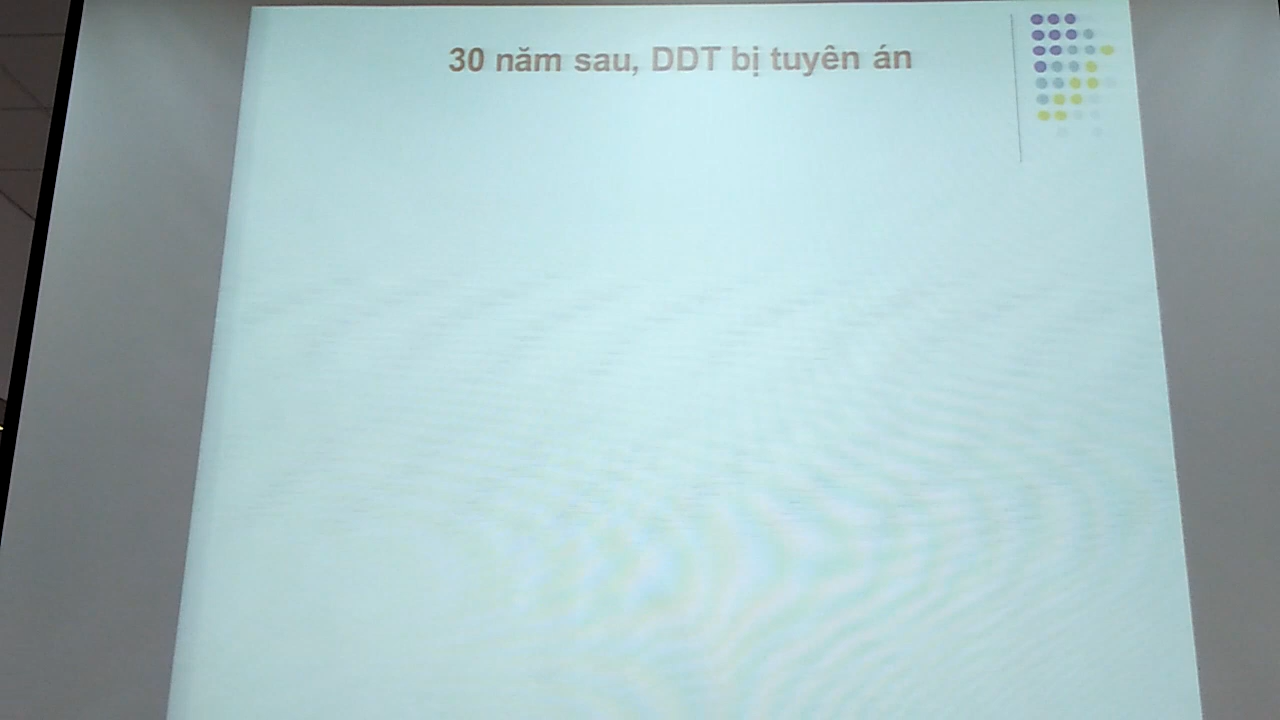 30 năm sau, DDT bị tuyên án